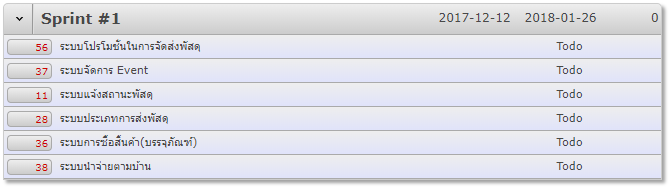 Sprint #1 2017-12-12 2018-01-26 0
56 ระบบโปรโมชั่นในการจัดส่งพัสดุ Todo
37 ระบบจัดการ Event Todo
11 ระบบแจ้งสถานะพัสดุ Todo
28 ระบบประเภทการส่งพัสดุ Todo
36 ระบบการซื้อสินค้า(บรรจุภัณฑ์) Todo
38 ระบบนำจ่ายตามบ้าน Todo